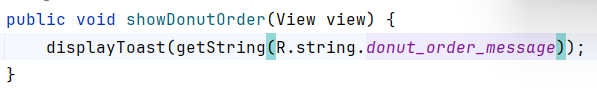 public void showDonutOrder(View view) {
    displayToast(getString(R.string.donut_order_message));
}